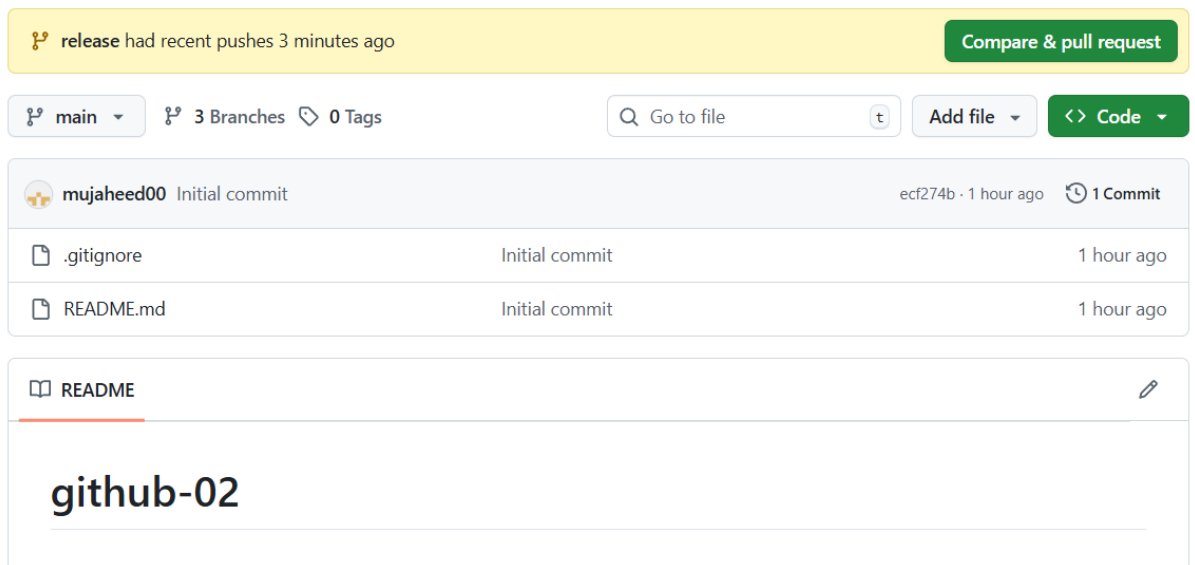 release had recent pushes 3 minutes ago Compare & pull request
main 3 Branches 0 Tags Go to file t Add file <> Code
mujaheed00 Initial commit ecf274b · 1 hour ago 1 Commit
.gitignore Initial commit 1 hour ago
README.md Initial commit 1 hour ago
README
github-02